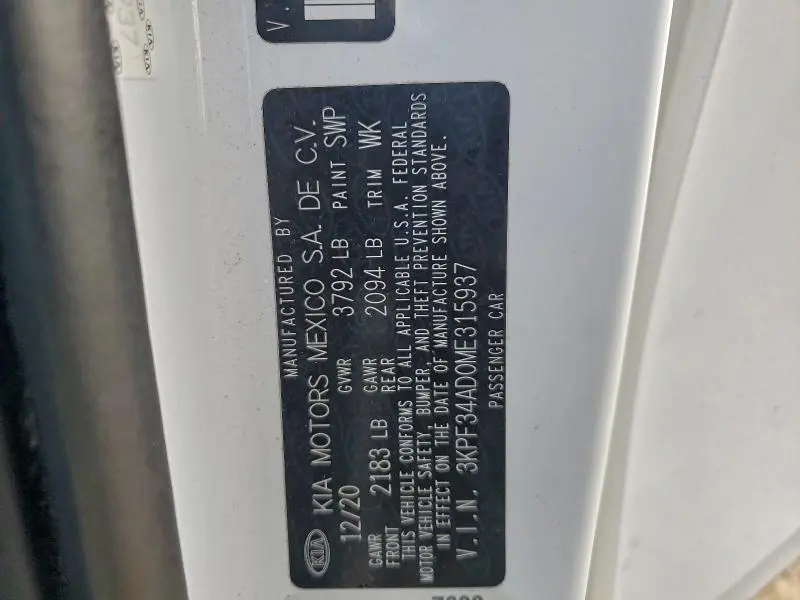 MANUFACTURED BY
KIA KIA MOTORS MEXICO S.A. DE C.V.
12/20 GVWR 3792 LB PAINT SWP
GAWR FRONT 2183 LB GAWR REAR 2094 LB TRIM WK
THIS VEHICLE CONFORMS TO ALL APPLICABLE U.S.A. FEDERAL
MOTOR VEHICLE SAFETY, BUMPER, AND THEFT PREVENTION STANDARDS
IN EFFECT ON THE DATE OF MANUFACTURE SHOWN ABOVE.
V.I.N. 3KPF34AD0ME315937
PASSENGER CAR